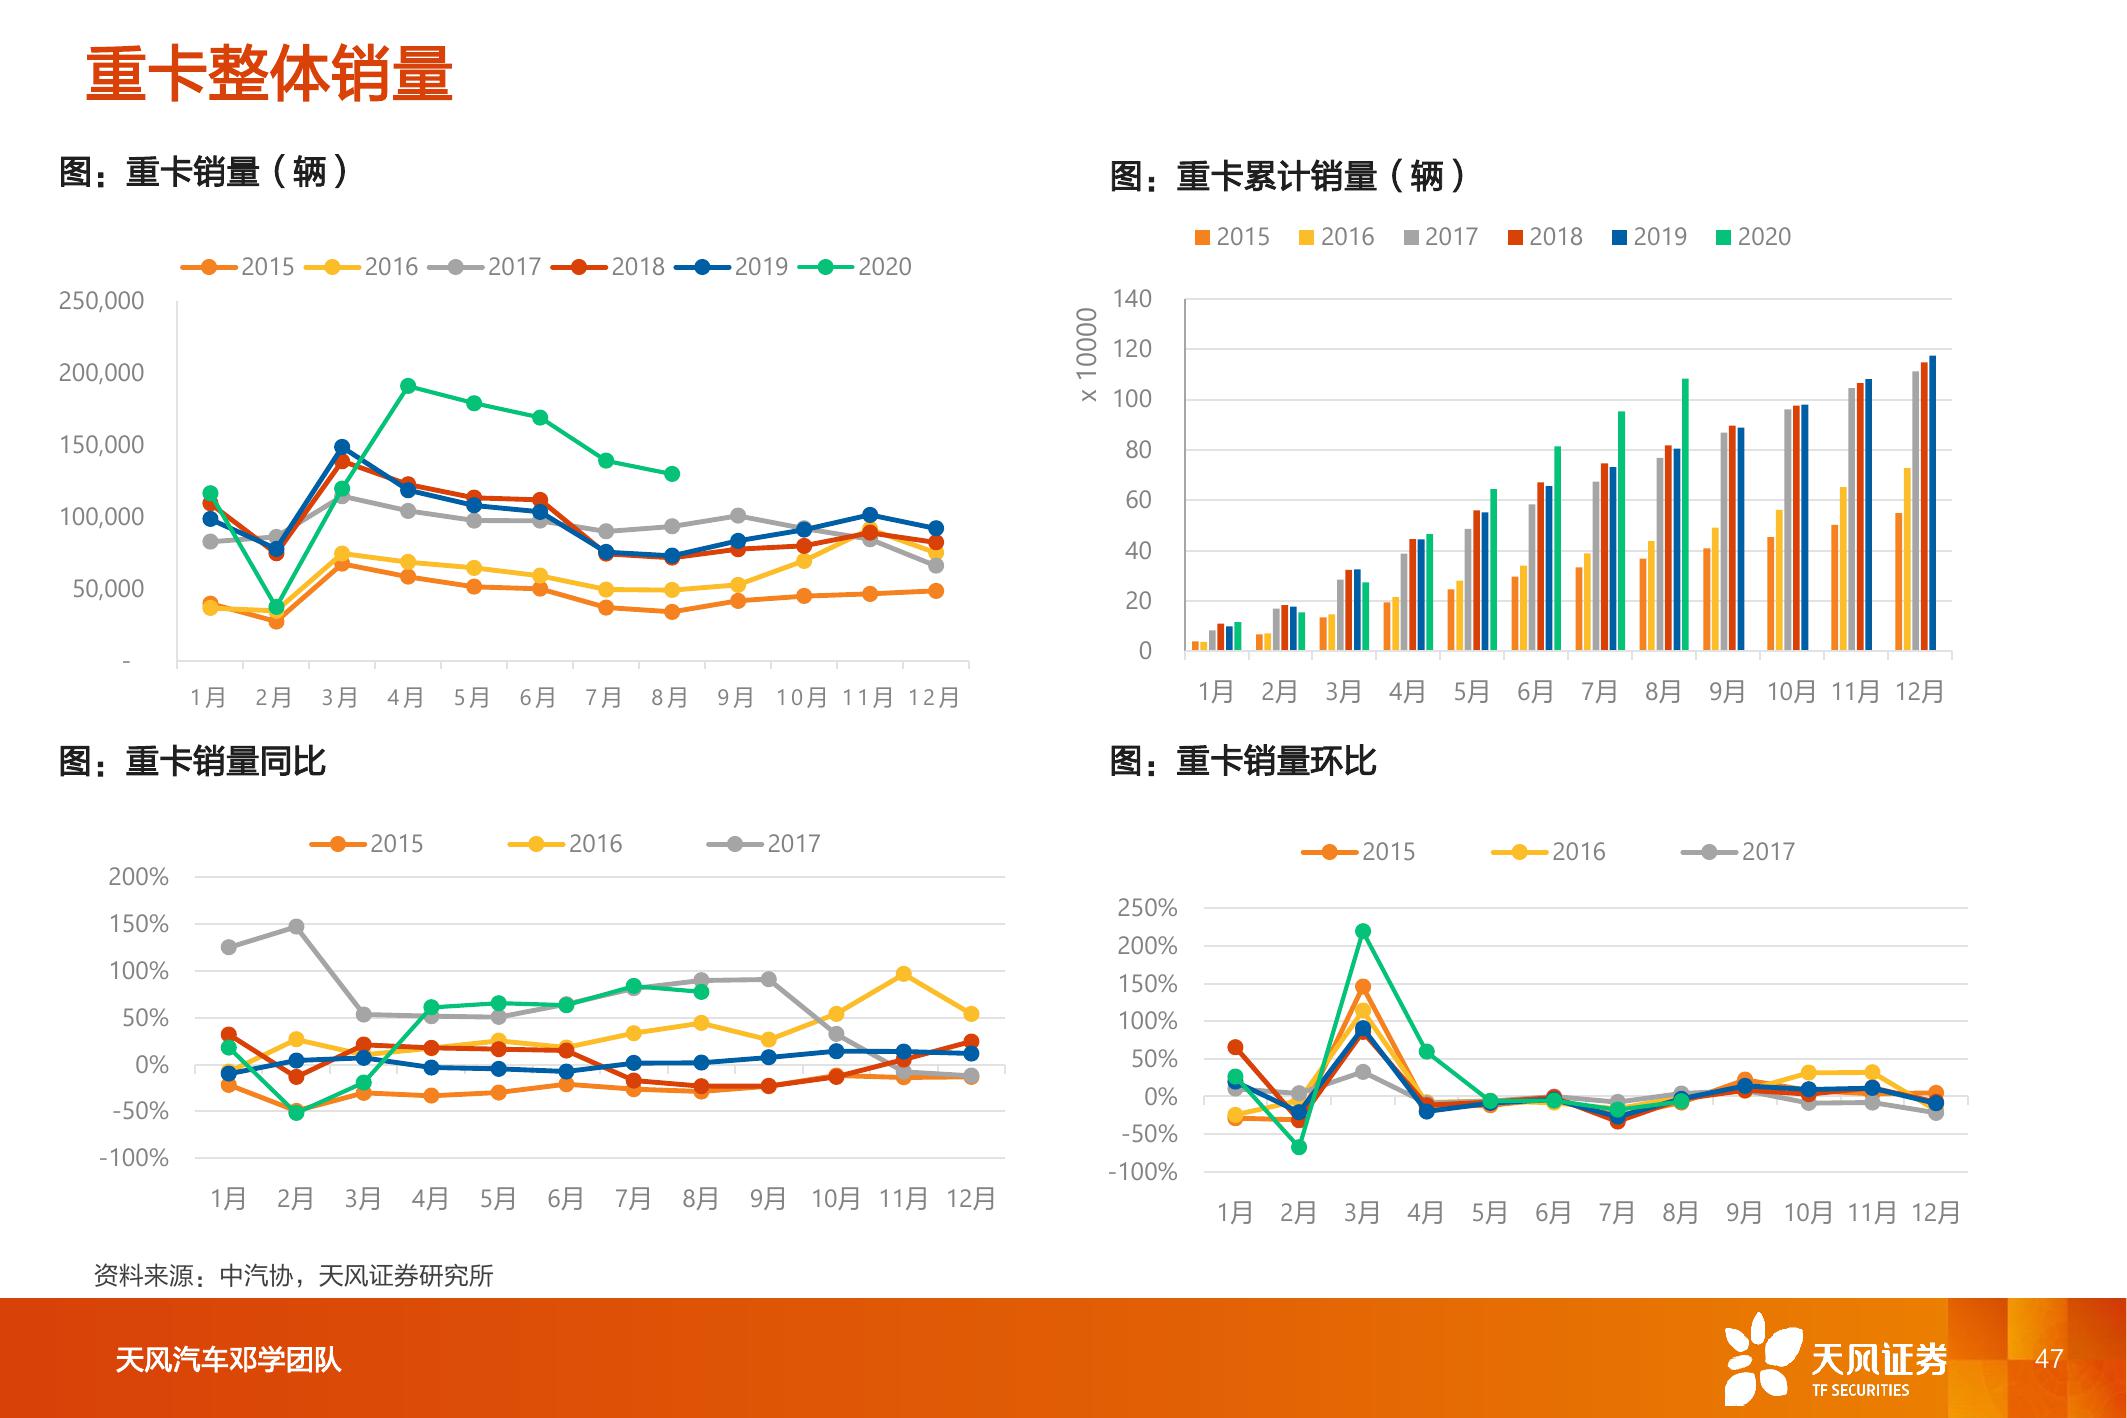 重卡整体销量
图：重卡销量（辆）
2015 2016 2017 2018 2019 2020
250,000
200,000
150,000
100,000
50,000
-
1月 2月 3月 4月 5月 6月 7月 8月 9月 10月 11月 12月
图：重卡累计销量（辆）
2015 2016 2017 2018 2019 2020
x 10000
140
120
100
80
60
40
20
0
1月 2月 3月 4月 5月 6月 7月 8月 9月 10月 11月 12月
图：重卡销量同比
2015 2016 2017
200%
150%
100%
50%
0%
-50%
-100%
1月 2月 3月 4月 5月 6月 7月 8月 9月 10月 11月 12月
图：重卡销量环比
2015 2016 2017
250%
200%
150%
100%
50%
0%
-50%
-100%
1月 2月 3月 4月 5月 6月 7月 8月 9月 10月 11月 12月
资料来源：中汽协，天风证券研究所
天风汽车邓学团队
天风证券
TF SECURITIES
47